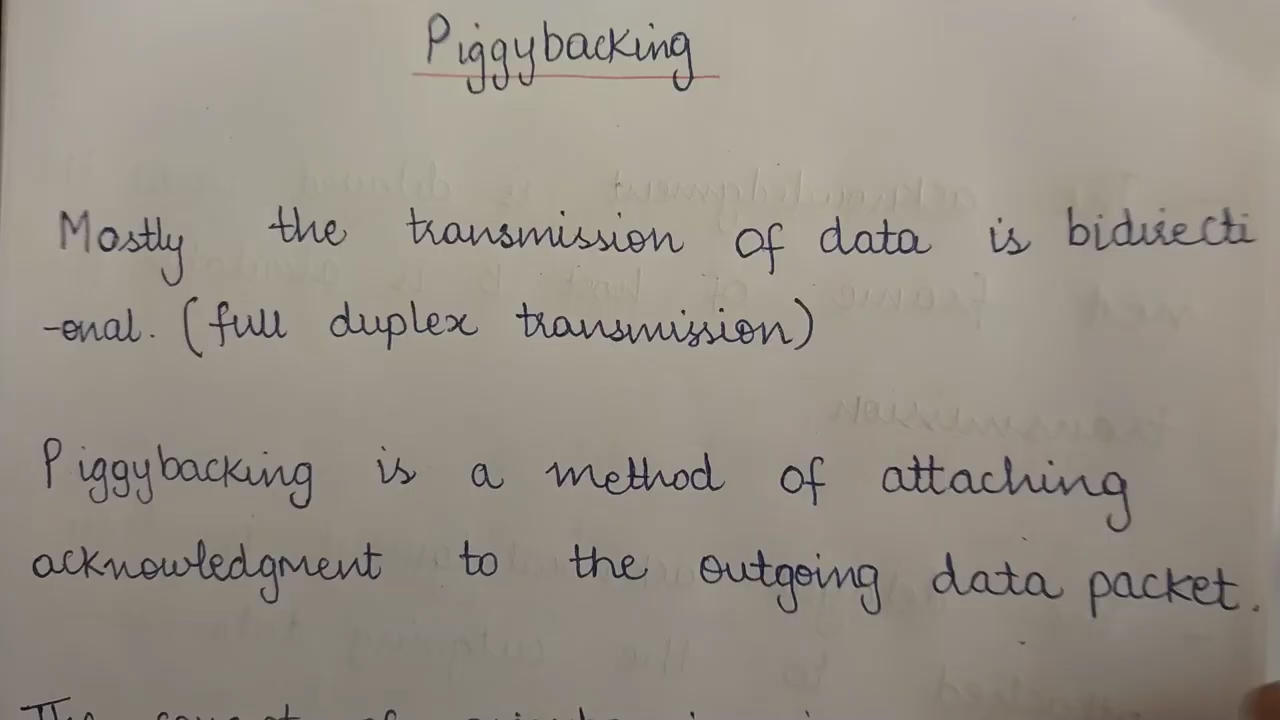 Piggybacking
Mostly the transmission of data is bidirecti
-onal. (full duplex transmission)
Piggybacking is a method of attaching
acknowledgment to the outgoing data packet.
The